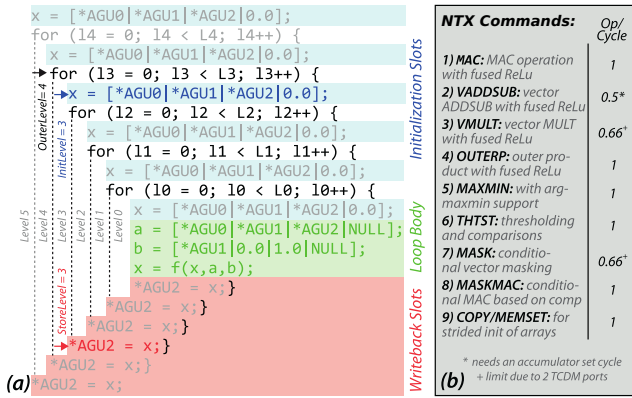 x = [*AGU0|*AGU1|*AGU2|0.0];
for (l4 = 0; l4 < L4; l4++) {
x = [*AGU0|*AGU1|*AGU2|0.0];
for (l3 = 0; l3 < L3; l3++) {
x = [*AGU0|*AGU1|*AGU2|0.0];
for (l2 = 0; l2 < L2; l2++) {
x = [*AGU0|*AGU1|*AGU2|0.0];
for (l1 = 0; l1 < L1; l1++) {
x = [*AGU0|*AGU1|*AGU2|0.0];
for (l0 = 0; l0 < L0; l0++) {
x = [*AGU0|*AGU1|*AGU2|0.0];
a = [*AGU0|*AGU1|*AGU2|NULL];
b = [*AGU1|0.0|1.0|NULL];
x = f(x,a,b);
*AGU2 = x;}
*AGU2 = x;}
*AGU2 = x;}
*AGU2 = x;}
*AGU2 = x;}
*AGU2 = x;
OuterLevel = 4
InitLevel = 3
StoreLevel = 3
Level 5
Level 4
Level 3
Level 2
Level 1
Level 0
Initialization Slots
Loop Body
Writeback Slots
(a)
NTX Commands:
Op/
Cycle
1) MAC: MAC operation
with fused ReLu
1
2) VADDSUB: vector
ADDSUB with fused ReLu
0.5*
3) VMULT: vector MULT
with fused ReLu
0.66+
4) OUTERP: outer pro-
duct with fused ReLu
1
5) MAXMIN: with arg-
maxmin support
1
6) THTST: thresholding
and comparisons
1
7) MASK: conditio-
nal vector masking
0.66+
8) MASKMAC: conditio-
nal MAC based on comp
1
9) COPY/MEMSET: for
strided init of arrays
1
* needs an accumulator set cycle
+ limit due to 2 TCDM ports
(b)